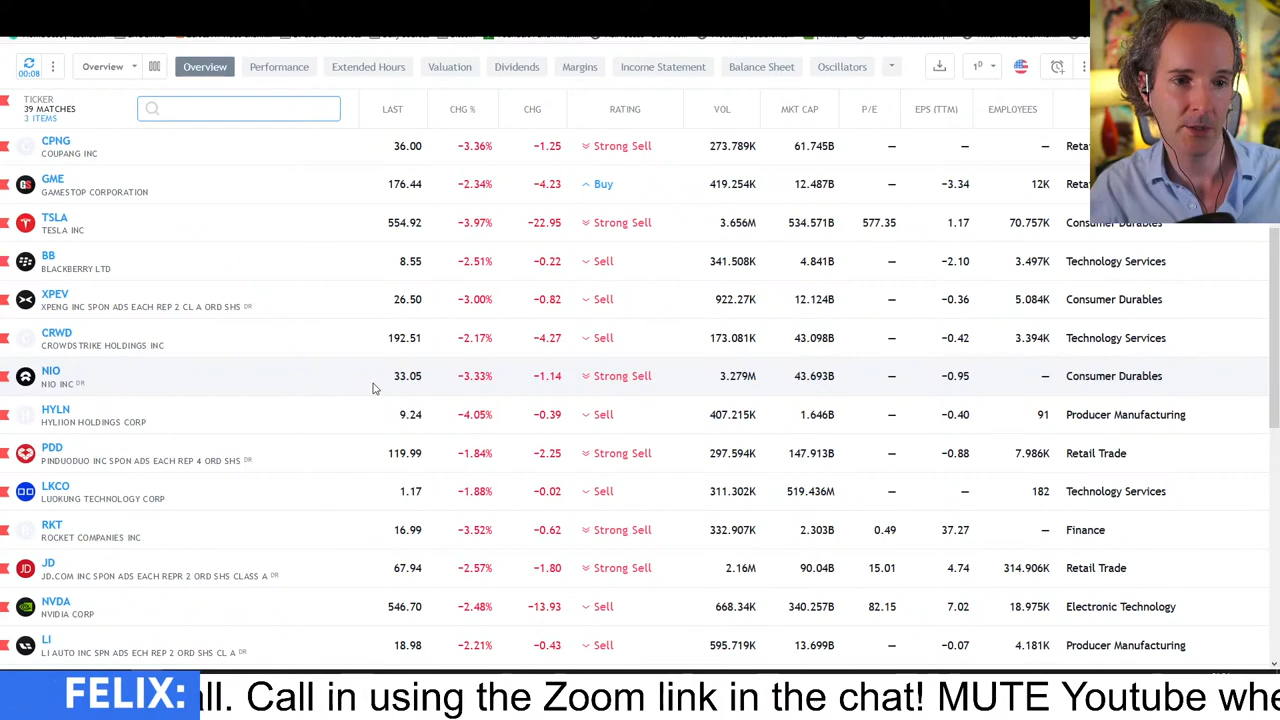 00:08 Overview Overview Performance Extended Hours Valuation Dividends Margins Income Statement Balance Sheet Oscillators 1D
TICKER
39 MATCHES
3 ITEMS
LAST CHG % CHG RATING VOL MKT CAP P/E EPS (TTM) EMPLOYEES
CPNG
COUPANG INC
36.00 −3.36% −1.25 Strong Sell 273.789K 61.745B — — — Reta
GME
GAMESTOP CORPORATION
176.44 −2.34% −4.23 Buy 419.254K 12.487B — −3.34 12K Reta
TSLA
TESLA INC
554.92 −3.97% −22.95 Strong Sell 3.656M 534.571B 577.35 1.17 70.757K Consumer Durables
BB
BLACKBERRY LTD
8.55 −2.51% −0.22 Sell 341.508K 4.841B — −2.10 3.497K Technology Services
XPEV
XPENG INC SPON ADS EACH REP 2 CL A ORD SHS DR
26.50 −3.00% −0.82 Sell 922.27K 12.124B — −0.36 5.084K Consumer Durables
CRWD
CROWDSTRIKE HOLDINGS INC
192.51 −2.17% −4.27 Sell 173.081K 43.098B — −0.42 3.394K Technology Services
NIO
NIO INC DR
33.05 −3.33% −1.14 Strong Sell 3.279M 43.693B — −0.95 — Consumer Durables
HYLN
HYLIION HOLDINGS CORP
9.24 −4.05% −0.39 Sell 407.215K 1.646B — −0.40 91 Producer Manufacturing
PDD
PINDUODUO INC SPON ADS EACH REP 4 ORD SHS DR
119.99 −1.84% −2.25 Strong Sell 297.594K 147.913B — −0.88 7.986K Retail Trade
LKCO
LUOKUNG TECHNOLOGY CORP
1.17 −1.88% −0.02 Sell 311.302K 519.436M — — 182 Technology Services
RKT
ROCKET COMPANIES INC
16.99 −3.52% −0.62 Strong Sell 332.907K 2.303B 0.49 37.27 — Finance
JD
JD.COM INC SPON ADS EACH REPR 2 ORD SHS CLASS A DR
67.94 −2.57% −1.80 Strong Sell 2.16M 90.04B 15.01 4.74 314.906K Retail Trade
NVDA
NVIDIA CORP
546.70 −2.48% −13.93 Sell 668.34K 340.257B 82.15 7.02 18.975K Electronic Technology
LI
LI AUTO INC SPN ADS ECH REP 2 ORD SHS CL A DR
18.98 −2.21% −0.43 Sell 595.719K 13.699B — −0.07 4.181K Producer Manufacturing
FELIX: all. Call in using the Zoom link in the chat! MUTE Youtube whe